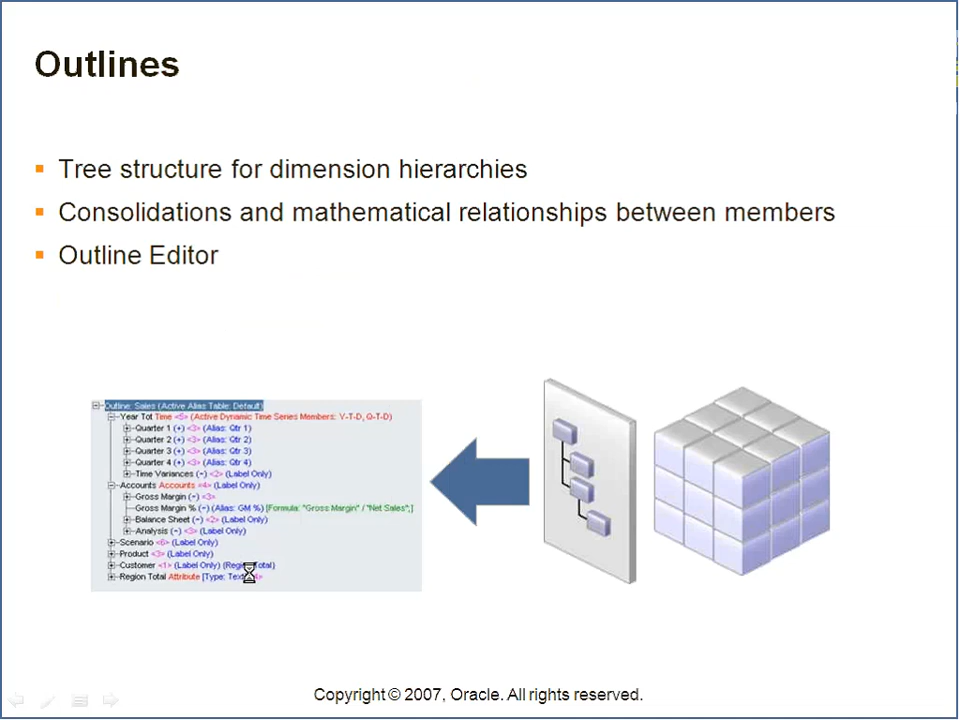 Outlines
Tree structure for dimension hierarchies
Consolidations and mathematical relationships between members
Outline Editor
Outline: Sales (Active Alias Table: Default)
Year Tot Time <5> (Active Dynamic Time Series Members: Y-T-D, Q-T-D)
Quarter 1 (+) <3> (Alias: Qtr 1)
Quarter 2 (+) <3> (Alias: Qtr 2)
Quarter 3 (+) <3> (Alias: Qtr 3)
Quarter 4 (+) <3> (Alias: Qtr 4)
Time Variances (~) <2> (Label Only)
Accounts Accounts <4> (Label Only)
Gross Margin (~) <3>
Gross Margin % (~) (Alias: GM %) [Formula: "Gross Margin" / "Net Sales";]
Balance Sheet (~) <2> (Label Only)
Analysis (~) <3> (Label Only)
Scenario <6> (Label Only)
Product <3> (Label Only)
Customer <1> (Label Only) (Region Total)
Region Total Attribute [Type: Text]
Copyright © 2007, Oracle. All rights reserved.